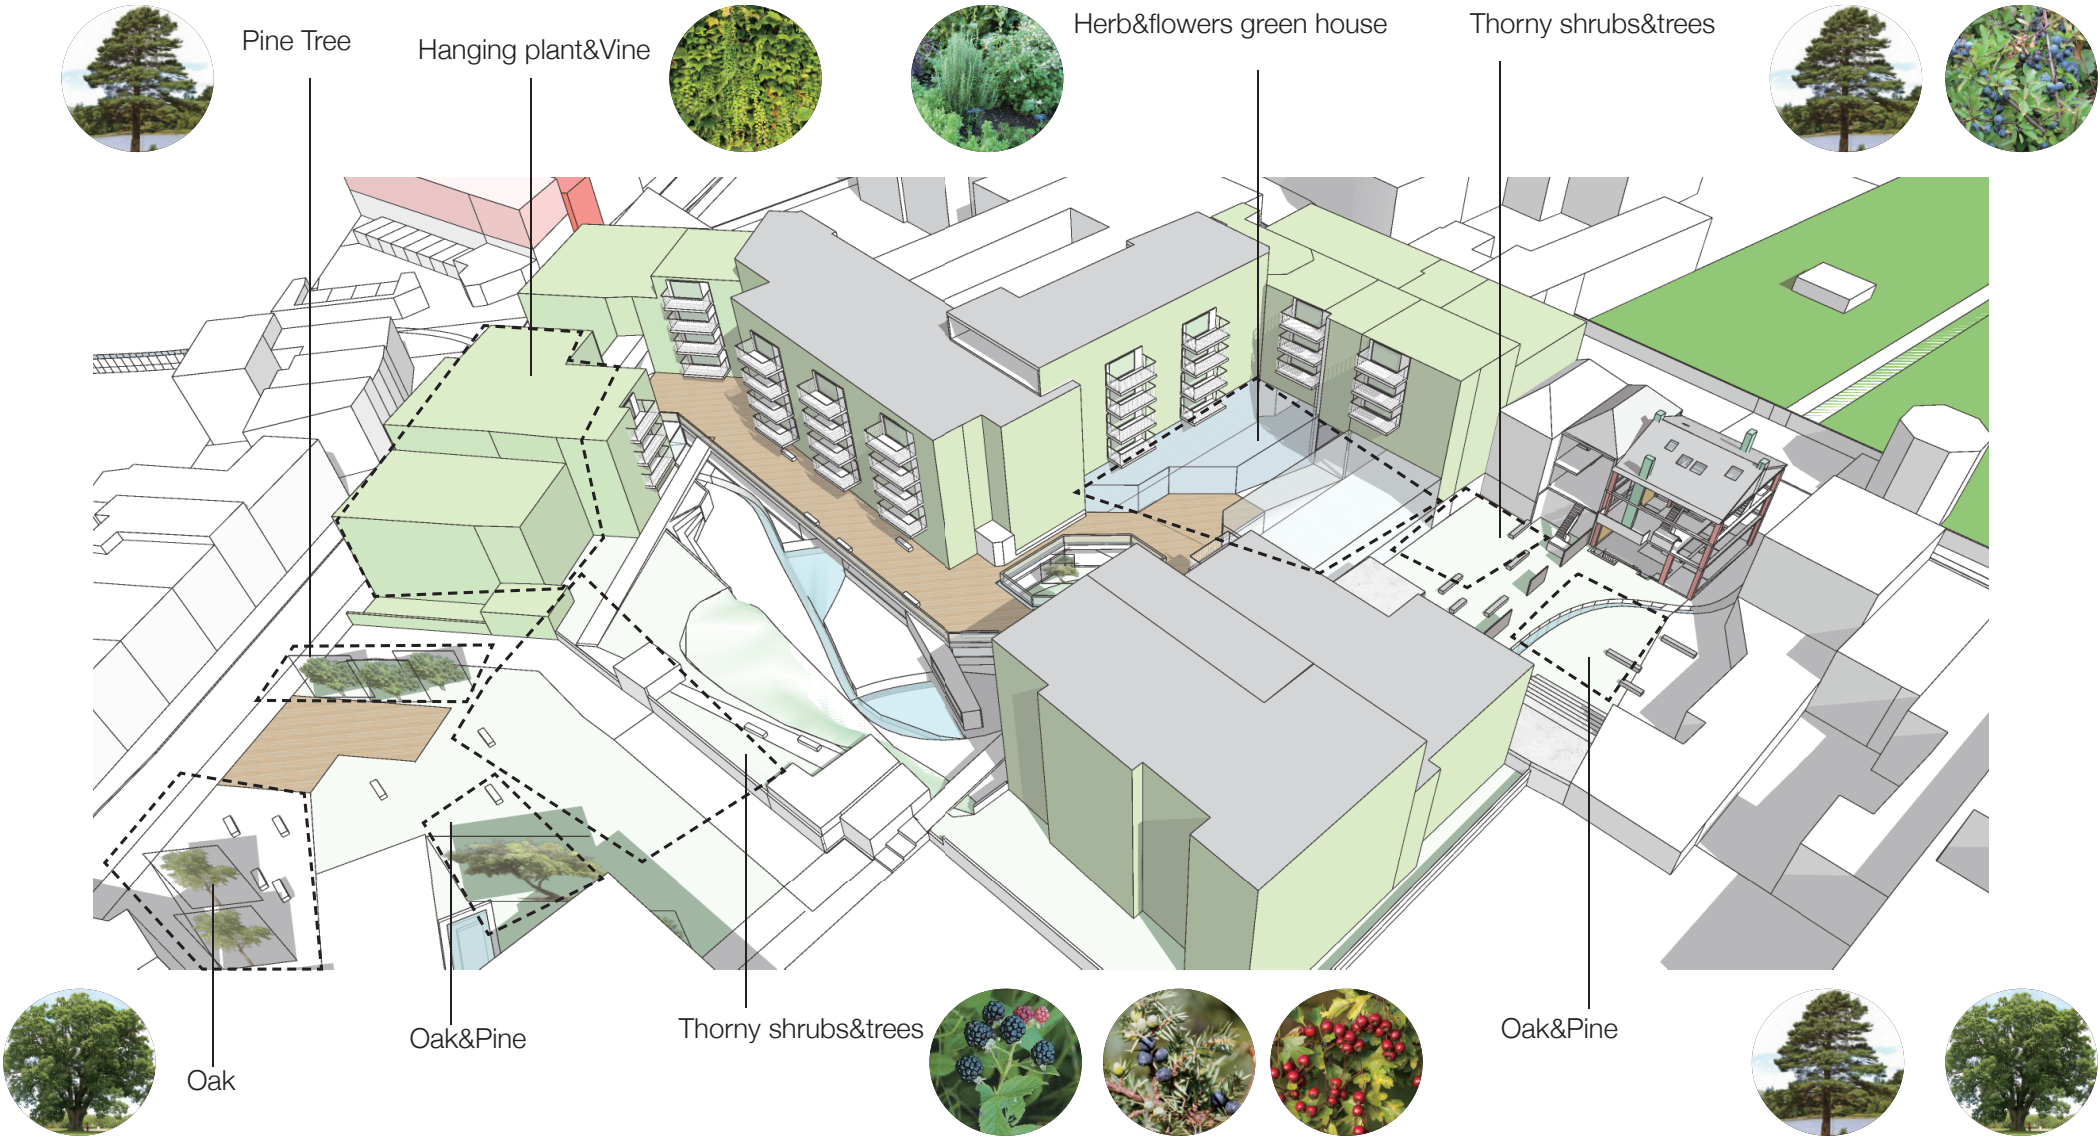 Pine Tree
Hanging plant&Vine
Herb&flowers green house
Thorny shrubs&trees
Oak
Oak&Pine
Thorny shrubs&trees
Oak&Pine